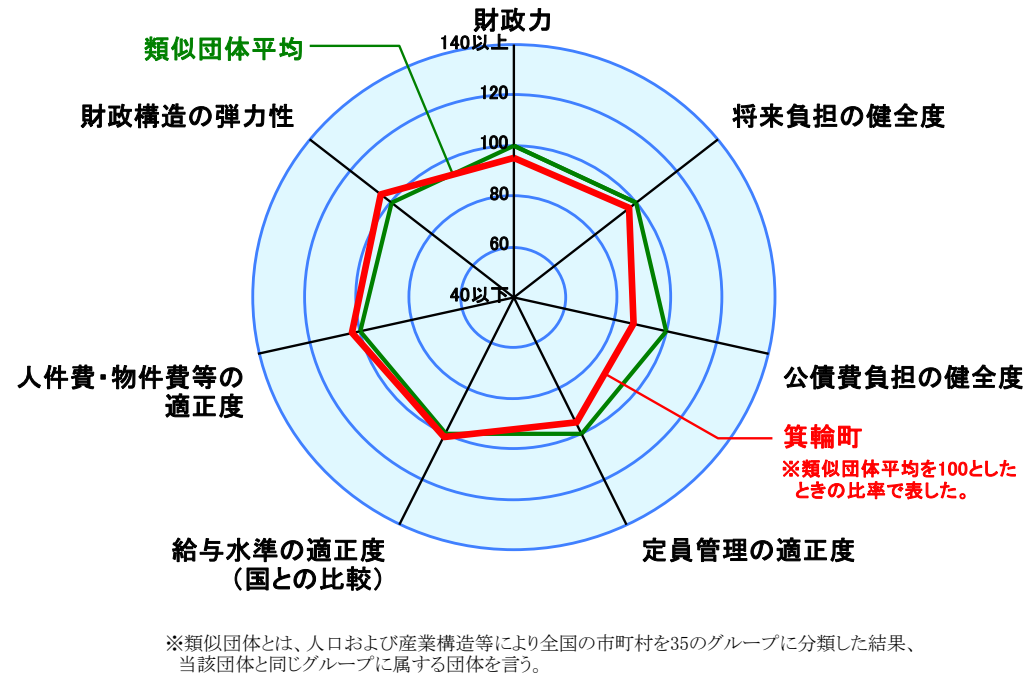 財政力
140以上
類似団体平均
120
財政構造の弾力性
将来負担の健全度
100
80
60
40以下
人件費・物件費等の
適正度
公債費負担の健全度
箕輪町
※類似団体平均を100とした
ときの比率で表した。
給与水準の適正度
（国との比較）
定員管理の適正度
※類似団体とは、人口および産業構造等により全国の市町村を35のグループに分類した結果、
当該団体と同じグループに属する団体を言う。